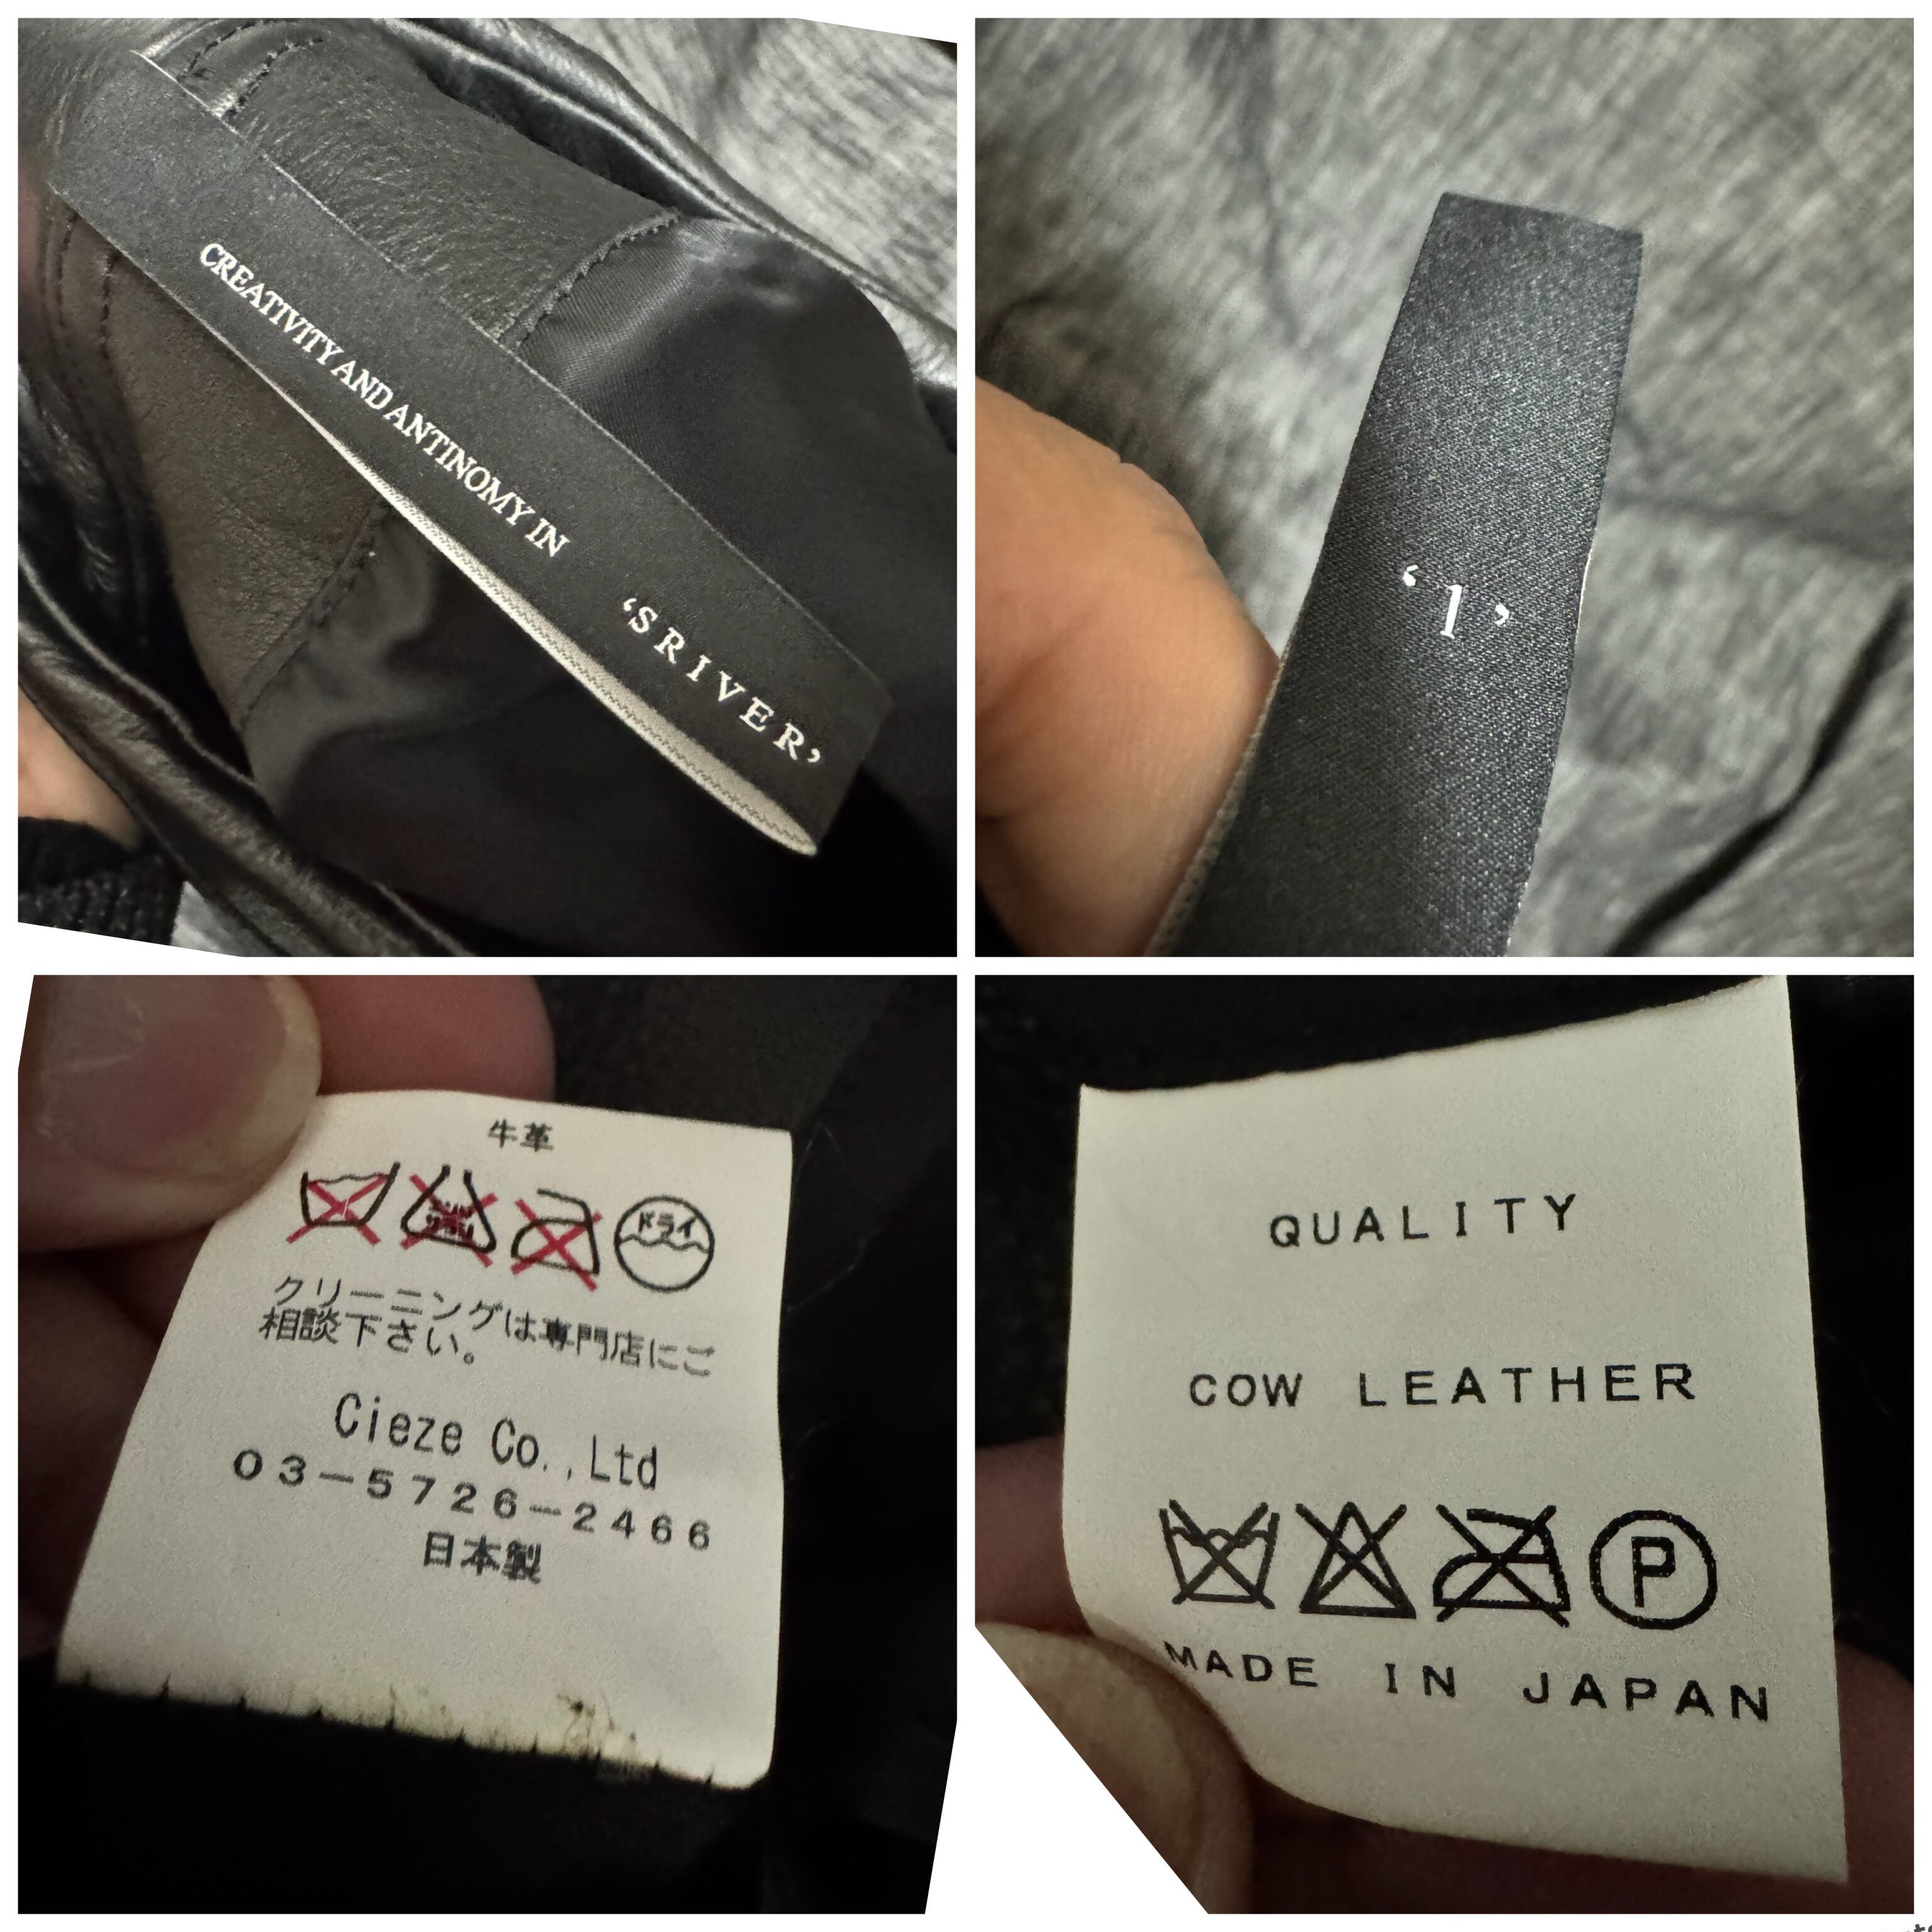 CREATIVITY AND ANTINOMY IN
‘SRIVER’
‘1’
牛革
ドライ
クリーニングは専門店にご
相談下さい。
Cieze Co.,Ltd
03-5726-2466
日本製
QUALITY
COW LEATHER
P
MADE IN JAPAN